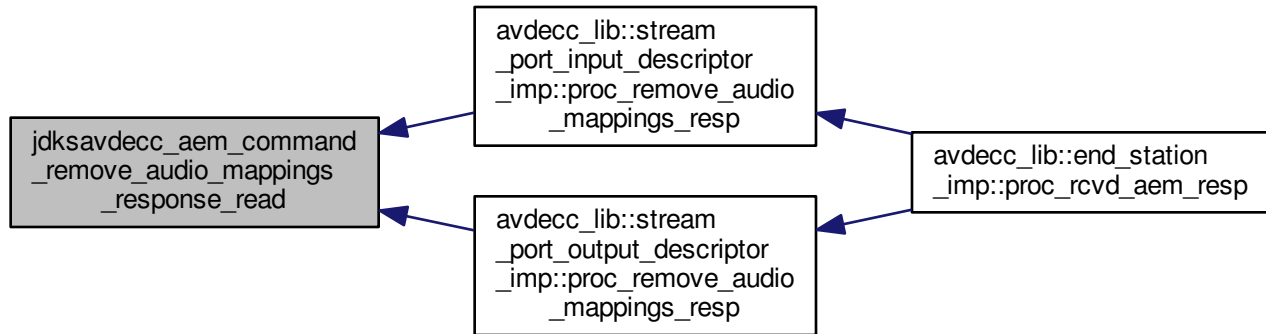 jdksavdecc_aem_command
_remove_audio_mappings
_response_read
avdecc_lib::stream
_port_input_descriptor
_imp::proc_remove_audio
_mappings_resp
avdecc_lib::stream
_port_output_descriptor
_imp::proc_remove_audio
_mappings_resp
avdecc_lib::end_station
_imp::proc_rcvd_aem_resp